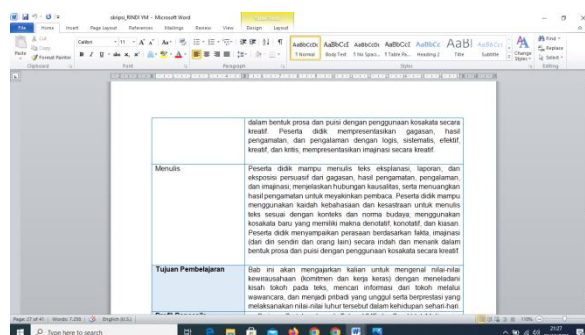 skripsi_RINDI YM - Microsoft Word
File Home Insert Page Layout References Mailings Review View Design Layout
Cut
Copy
Paste Format Painter
Calibri 11
AaBbCcDc AaBbCcI AaBbCcDc AaBbCcI AaBbCc AaBl AaBbCcD
Normal Body Text No Spaci... Table Pa... Heading 2 Title Subtitle
Change Styles
Find
Replace
Select
Clipboard Font Paragraph Styles Editing
dalam bentuk prosa dan puisi dengan penggunaan kosakata secara
kreatif. Peserta didik mempresentasikan gagasan, hasil
pengamatan, dan pengalaman dengan logis, sistematis, efektif,
kreatif, dan kritis, mempresentasikan imajinasi secara kreatif.
Menulis
Peserta didik mampu menulis teks eksplanasi, laporan, dan
eksposisi persuasif dari gagasan, hasil pengamatan, pengalaman,
dan imajinasi; menjelaskan hubungan kausalitas, serta menuangkan
hasil pengamatan untuk meyakinkan pembaca. Peserta didik mampu
menggunakan kaidah kebahasaan dan kesastraan untuk menulis
teks sesuai dengan konteks dan norma budaya, menggunakan
kosakata baru yang memiliki makna denotatif, konotatif, dan kiasan.
Peserta didik menyampaikan perasaan berdasarkan fakta, imajinasi
(dari diri sendiri dan orang lain) secara indah dan menarik dalam
bentuk prosa dan puisi dengan penggunaan kosakata secara kreatif.
Tujuan Pembelajaran
Bab ini akan mengajarkan kalian untuk mengenal nilai-nilai
kewirausahaan (komitmen dan kerja keras) dengan meneladani
kisah tokoh pada teks, mencari informasi dari tokoh melalui
wawancara, dan menjadi pribadi yang unggul serta berprestasi yang
melaksanakan nilai-nilai luhur tersebut dalam kehidupan sehari-hari.
Page: 27 of 41 Words: 7,256 English (U.S.) 110%
Type here to search
21:27